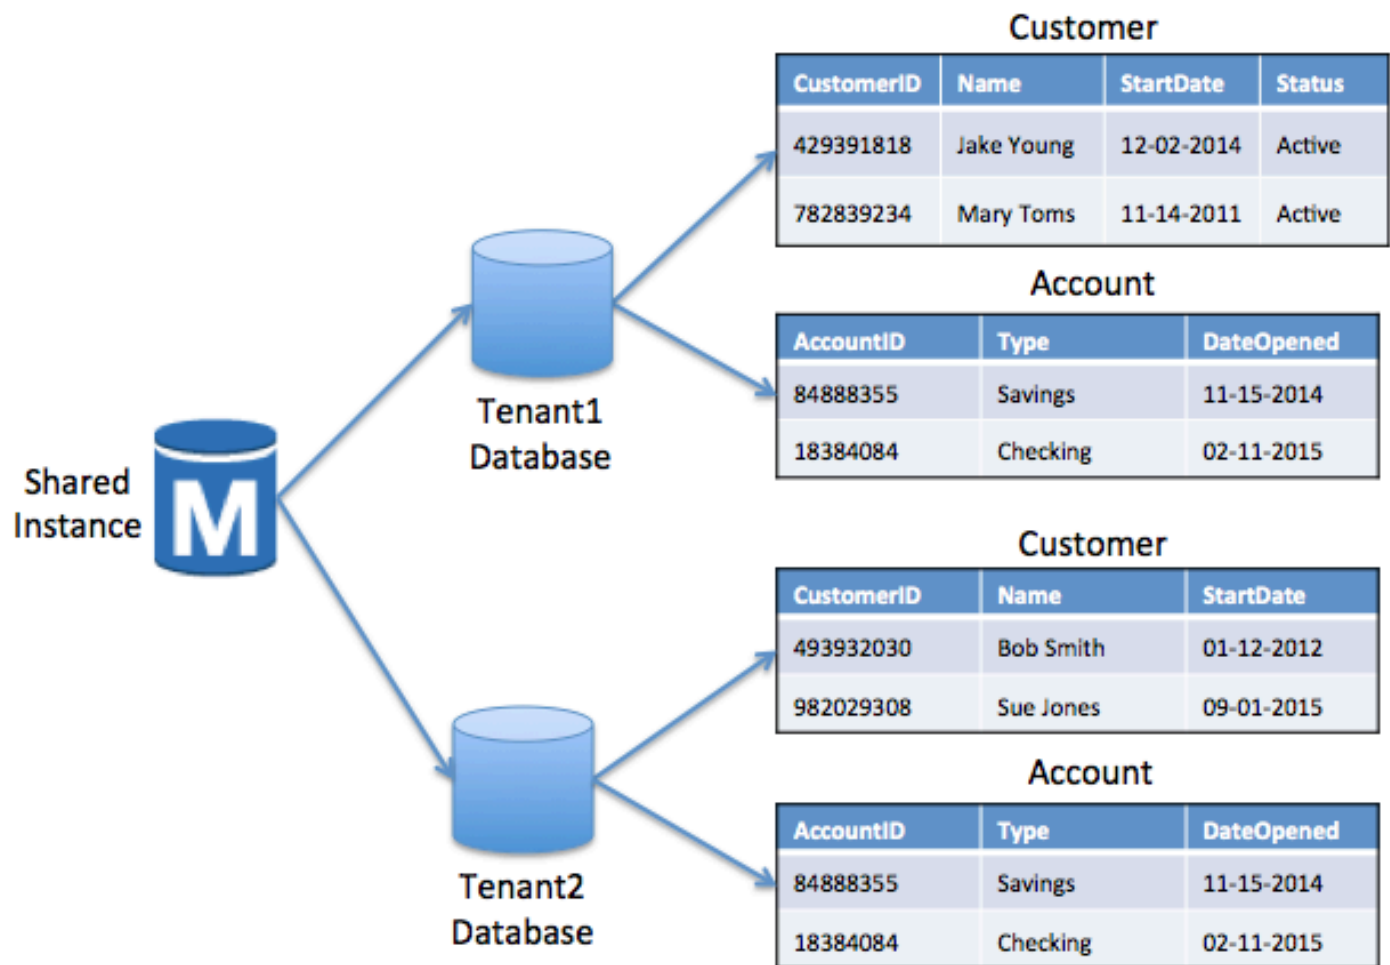 Customer
CustomerID Name StartDate Status
429391818 Jake Young 12-02-2014 Active
782839234 Mary Toms 11-14-2011 Active
Account
AccountID Type DateOpened
84888355 Savings 11-15-2014
18384084 Checking 02-11-2015
Tenant1
Database
Shared
Instance
M
Customer
CustomerID Name StartDate
493932030 Bob Smith 01-12-2012
982029308 Sue Jones 09-01-2015
Account
AccountID Type DateOpened
84888355 Savings 11-15-2014
18384084 Checking 02-11-2015
Tenant2
Database